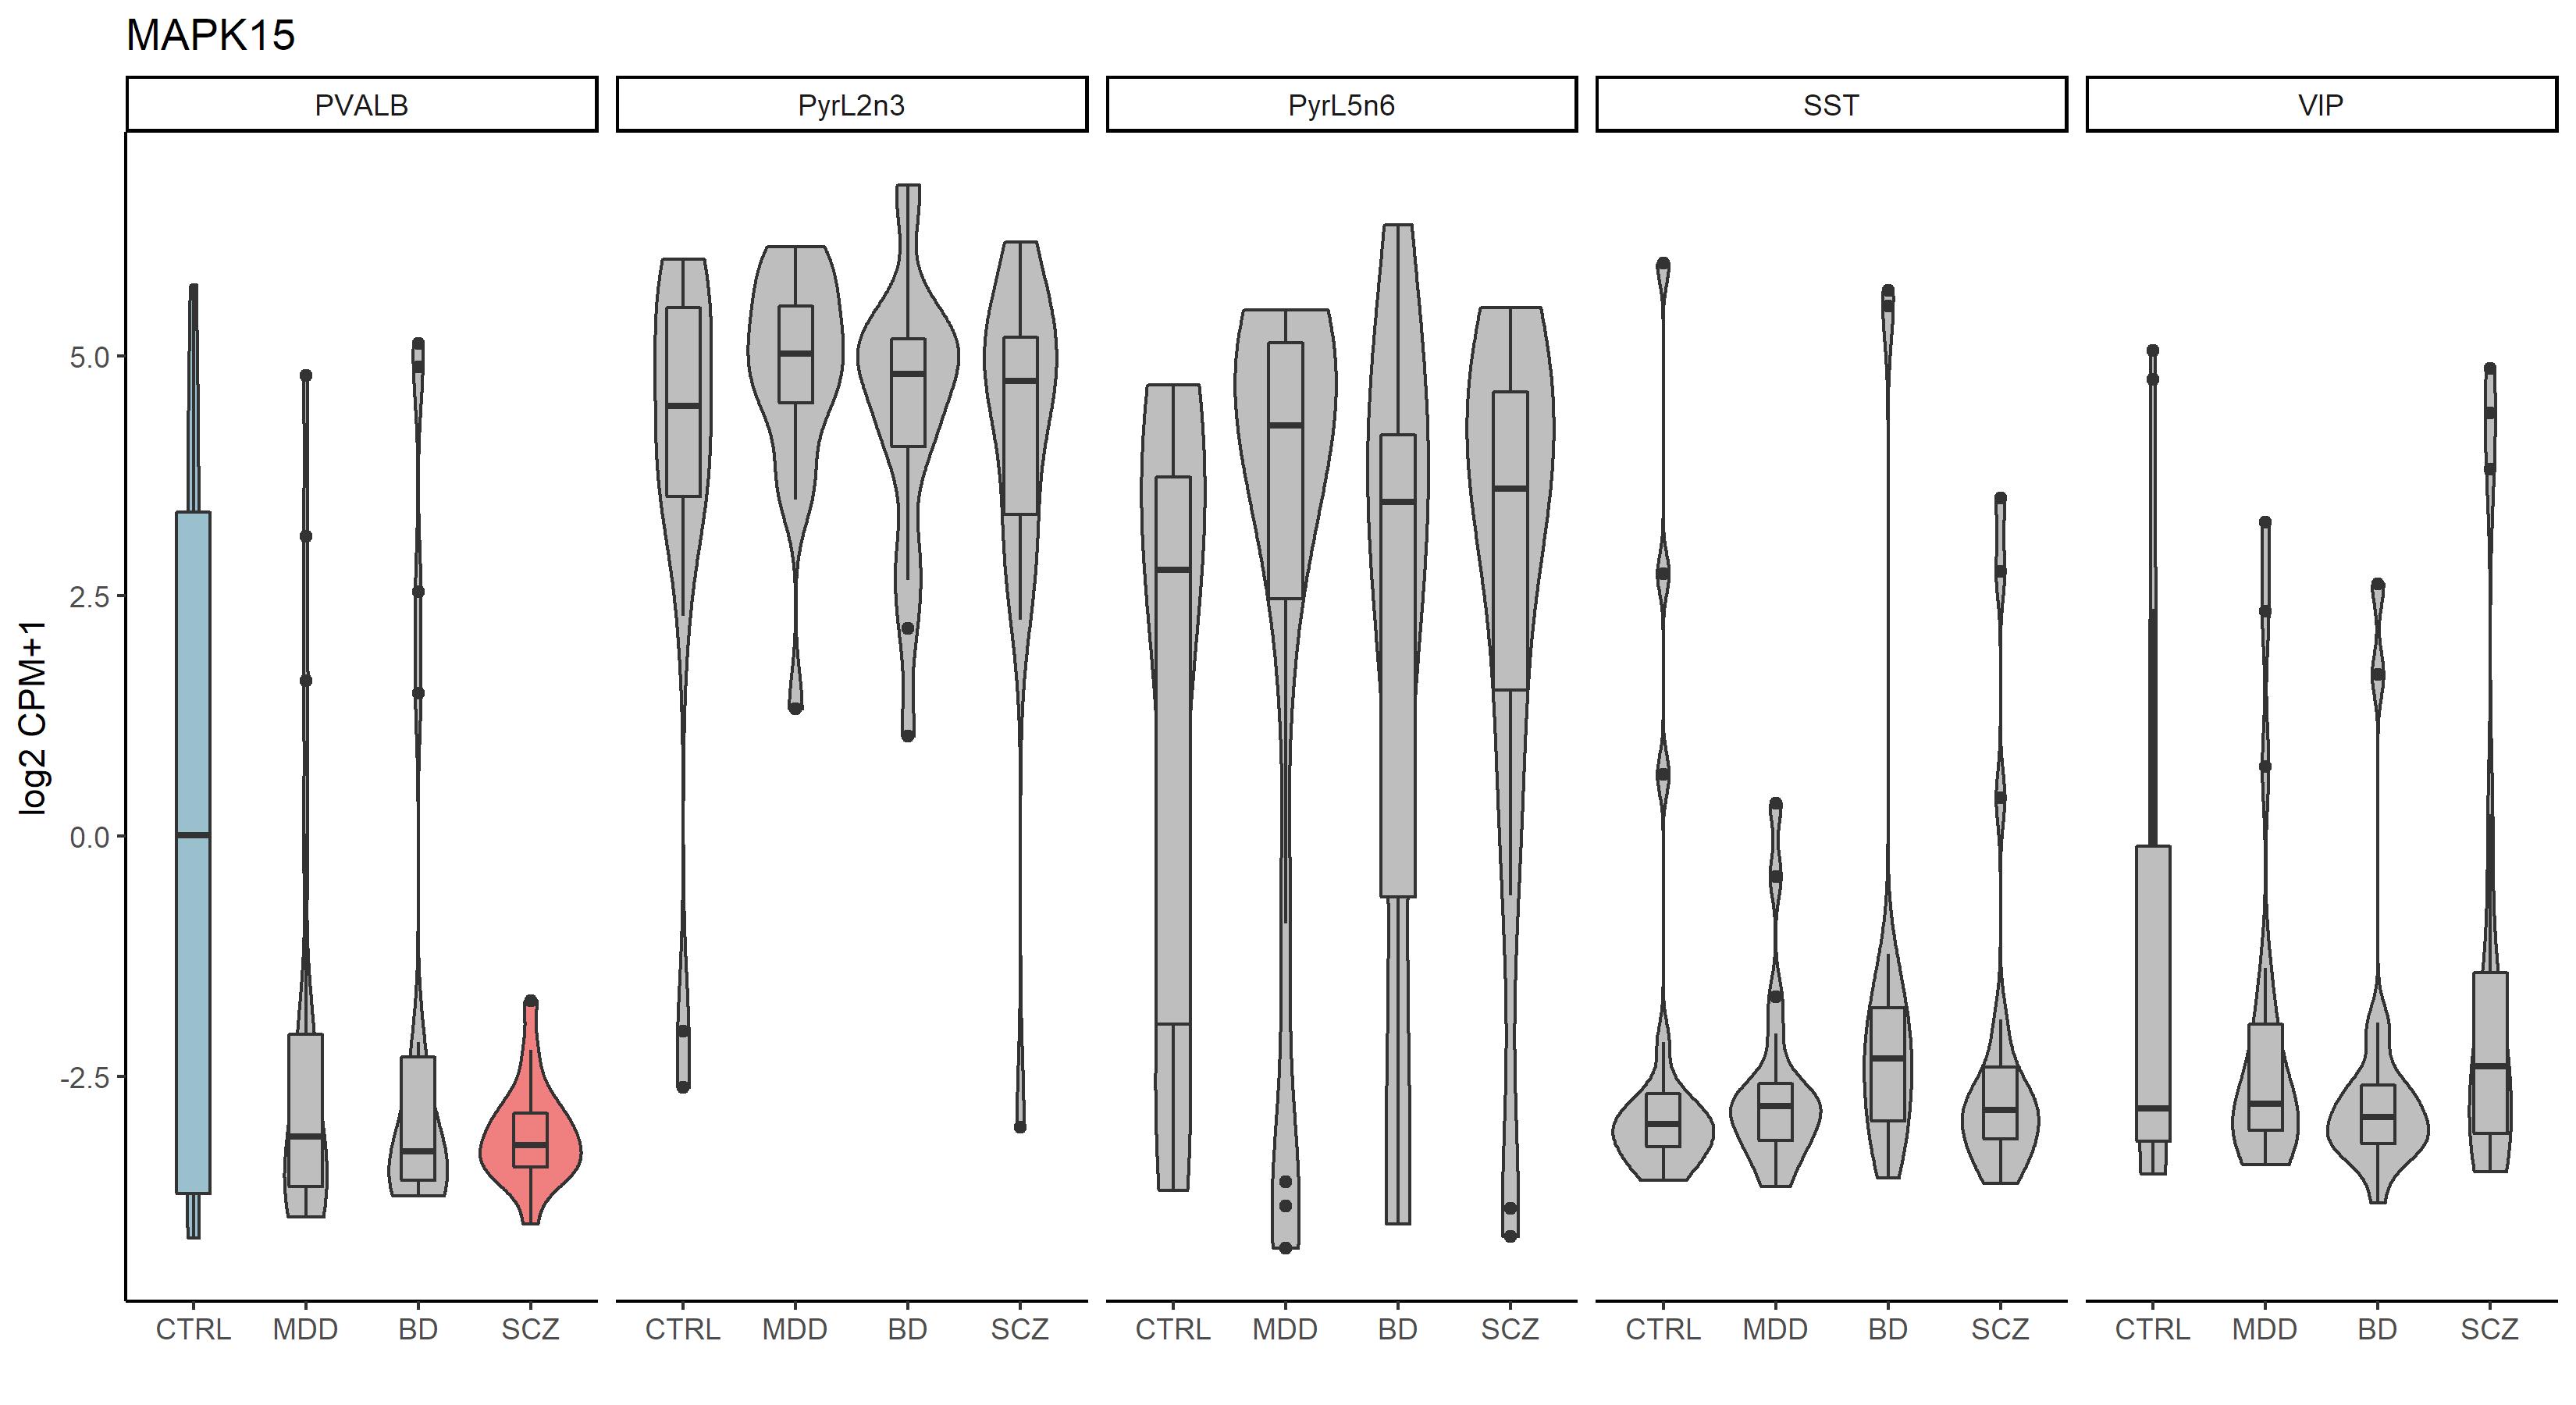 MAPK15
PVALB PyrL2n3 PyrL5n6 SST VIP
log2 CPM+1
5.0
2.5
0.0
-2.5
CTRL MDD BD SCZ CTRL MDD BD SCZ CTRL MDD BD SCZ CTRL MDD BD SCZ CTRL MDD BD SCZ